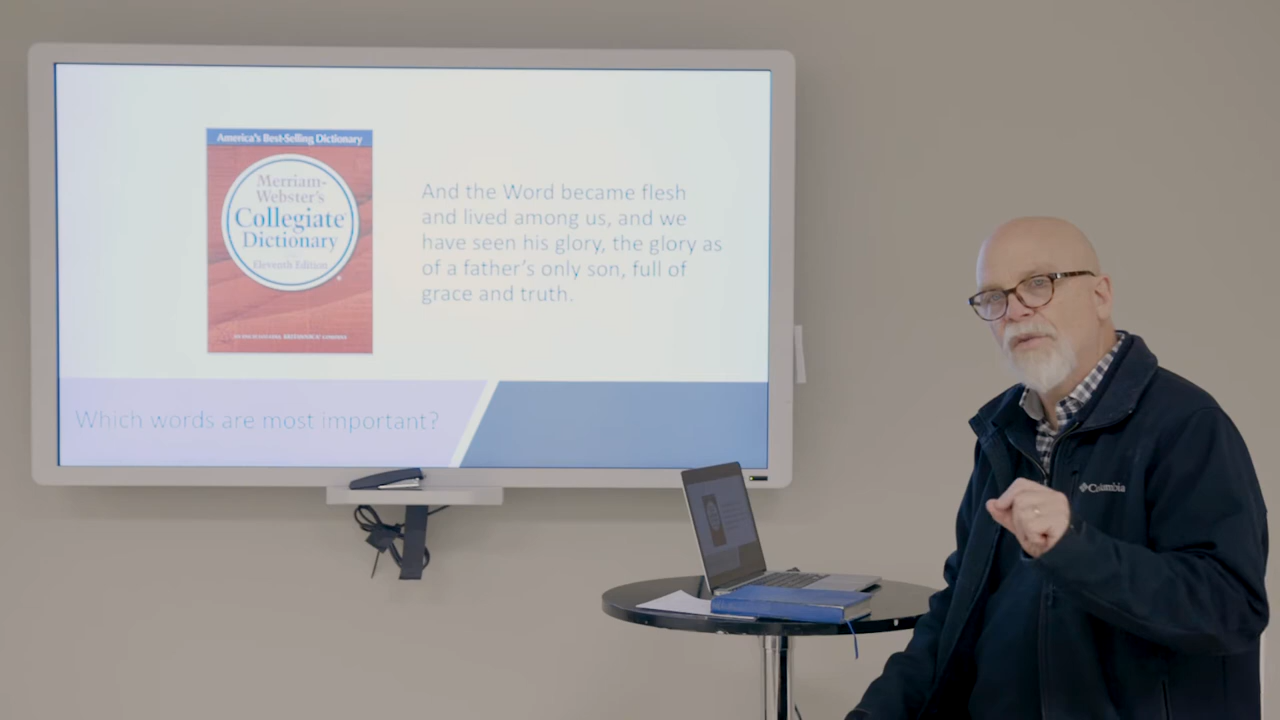 America's Best-Selling Dictionary
Merriam-
Webster's
Collegiate
Dictionary
Eleventh Edition
And the Word became flesh
and lived among us, and we
have seen his glory, the glory as
of a father's only son, full of
grace and truth.
Which words are most important?
Columbia